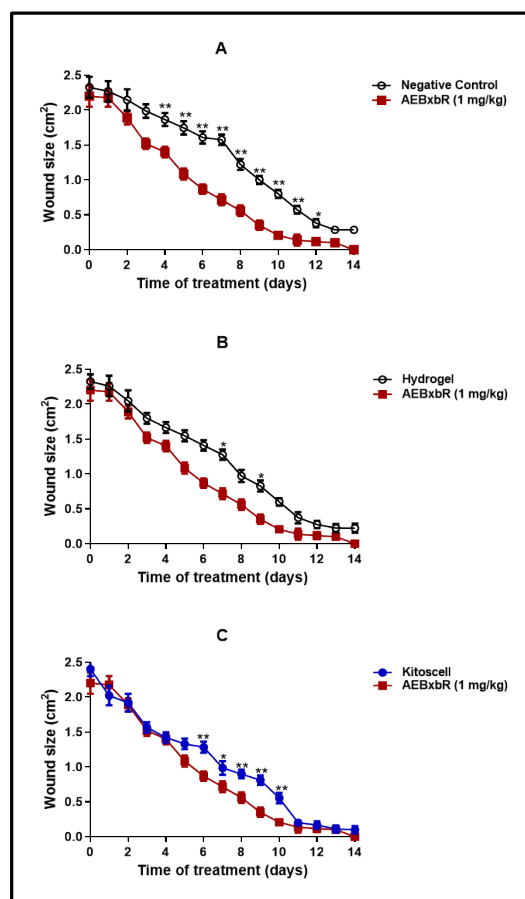 A
Negative Control
AEBxbR (1 mg/kg)
Wound size (cm²)
2.5
2.0
1.5
1.0
0.5
0.0
** ** ** ** ** ** ** ** *
0 2 4 6 8 10 12 14
Time of treatment (days)
B
Hydrogel
AEBxbR (1 mg/kg)
Wound size (cm²)
2.5
2.0
1.5
1.0
0.5
0.0
* *
0 2 4 6 8 10 12 14
Time of treatment (days)
C
Kitoscell
AEBxbR (1 mg/kg)
Wound size (cm²)
2.5
2.0
1.5
1.0
0.5
0.0
** * ** ** **
0 2 4 6 8 10 12 14
Time of treatment (days)